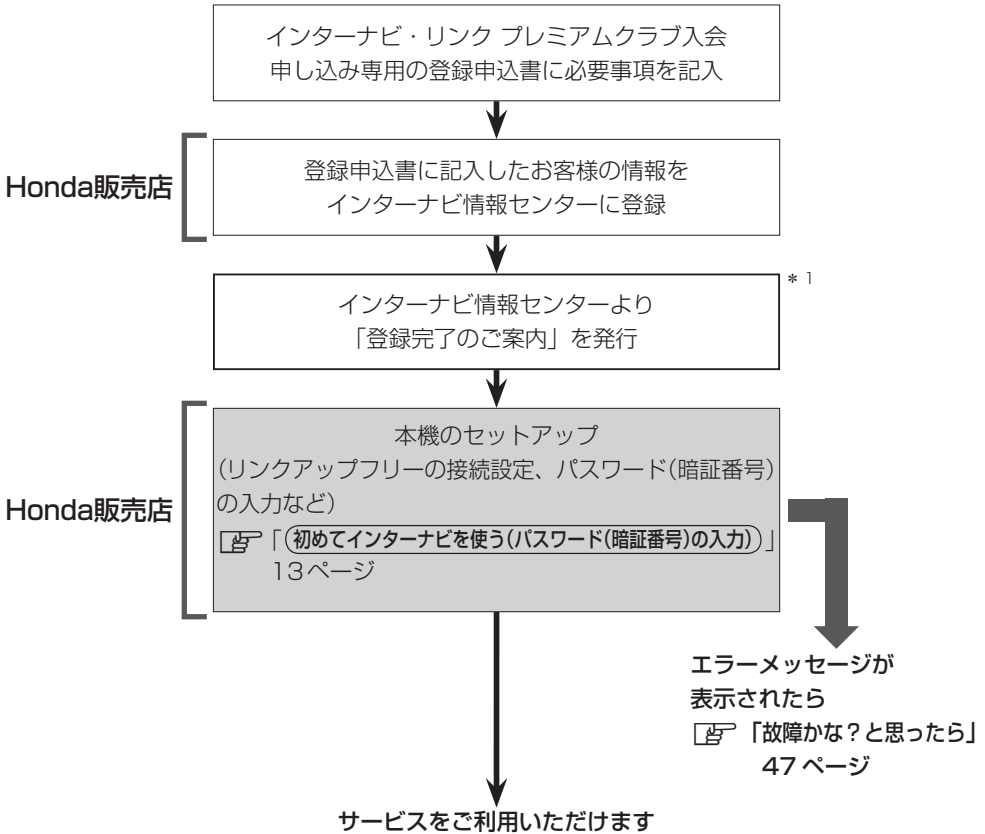 インターナビ・リンク プレミアムクラブ入会
申し込み専用の登録申込書に必要事項を記入
Honda販売店
登録申込書に記入したお客様の情報を
インターナビ情報センターに登録
＊1
インターナビ情報センターより
「登録完了のご案内」を発行
Honda販売店
本機のセットアップ
(リンクアップフリーの接続設定、パスワード(暗証番号)
の入力など)
「(初めてインターナビを使う(パスワード(暗証番号)の入力))」
13ページ
エラーメッセージが
表示されたら
「故障かな？と思ったら」
47 ページ
サービスをご利用いただけます